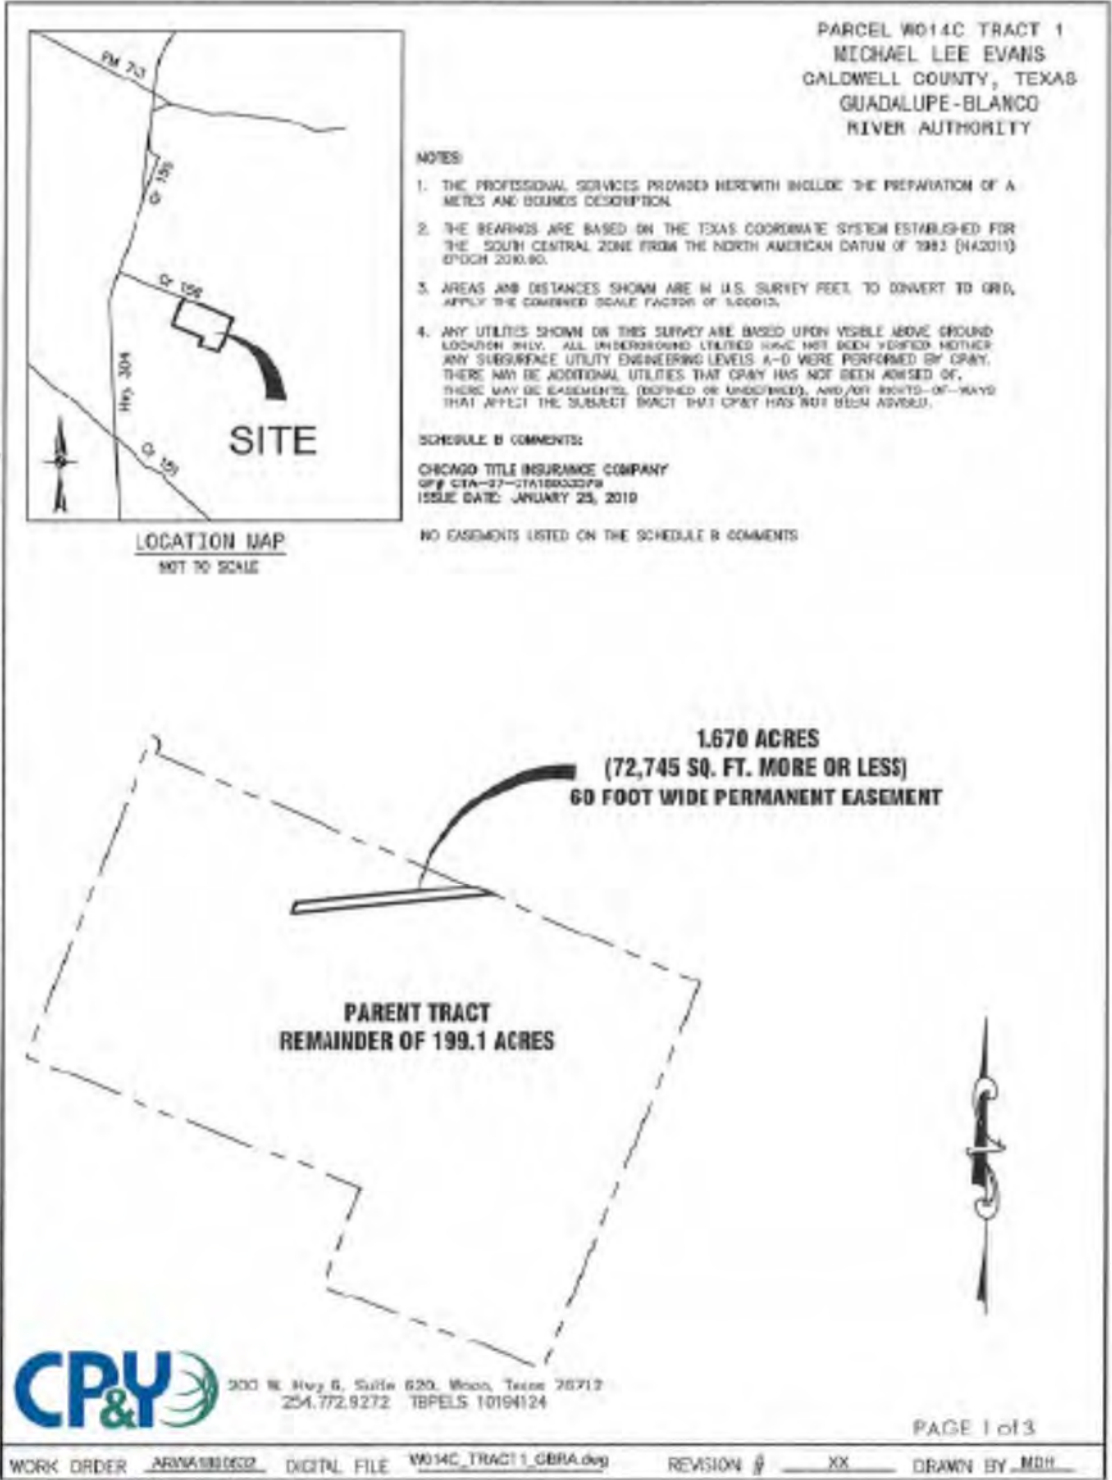 PARCEL W014C TRACT 1
MICHAEL LEE EVANS
CALDWELL COUNTY, TEXAS
GUADALUPE-BLANCO
RIVER AUTHORITY
FM 713
Cr 155
Cr 156
Hwy 304
Cr 151
SITE
LOCATION MAP
NOT TO SCALE
NOTES:
1. THE PROFESSIONAL SERVICES PROVIDED HEREWITH INCLUDE THE PREPARATION OF A
METES AND BOUNDS DESCRIPTION.
2. THE BEARINGS ARE BASED ON THE TEXAS COORDINATE SYSTEM ESTABLISHED FOR
THE SOUTH CENTRAL ZONE FROM THE NORTH AMERICAN DATUM OF 1983 (NA2011)
EPOCH 2010.00.
3. AREAS AND DISTANCES SHOWN ARE IN U.S. SURVEY FEET. TO CONVERT TO GRID,
APPLY THE COMBINED SCALE FACTOR OF 1.00013.
4. ANY UTILITES SHOWN ON THIS SURVEY ARE BASED UPON VISIBLE ABOVE GROUND
LOCATION ONLY. ALL UNDERGROUND UTILITIES HAVE NOT BEEN VERIFIED NEITHER
ANY SUBSURFACE UTILITY ENGINEERING LEVELS A-D WERE PERFORMED BY CP&Y.
THERE MAY BE ADDITIONAL UTILITIES THAT CP&Y HAS NOT BEEN ADVISED OF.
THERE MAY BE EASEMENTS, (DEFINED OR UNDEFINED), AND/OR RIGHTS-OF-WAYS
THAT AFFECT THE SUBJECT TRACT THAT CP&Y HAS NOT BEEN ADVISED.
SCHEDULE B COMMENTS:
CHICAGO TITLE INSURANCE COMPANY
GF#
ISSUE DATE: JANUARY 25, 2019
NO EASEMENTS LISTED ON THE SCHEDULE B COMMENTS
1.670 ACRES
(72,745 SQ. FT. MORE OR LESS)
60 FOOT WIDE PERMANENT EASEMENT
PARENT TRACT
REMAINDER OF 199.1 ACRES
CP&Y
200 W. Hwy 6, Suite 620, Waco, Texas 76712
254.772.9272 TBPELS 10194124
PAGE 1 of 3
WORK ORDER ARWA1800632 DIGITAL FILE W014C_TRACT1_GBRA.dwg REVISION # XX DRAWN BY MDH